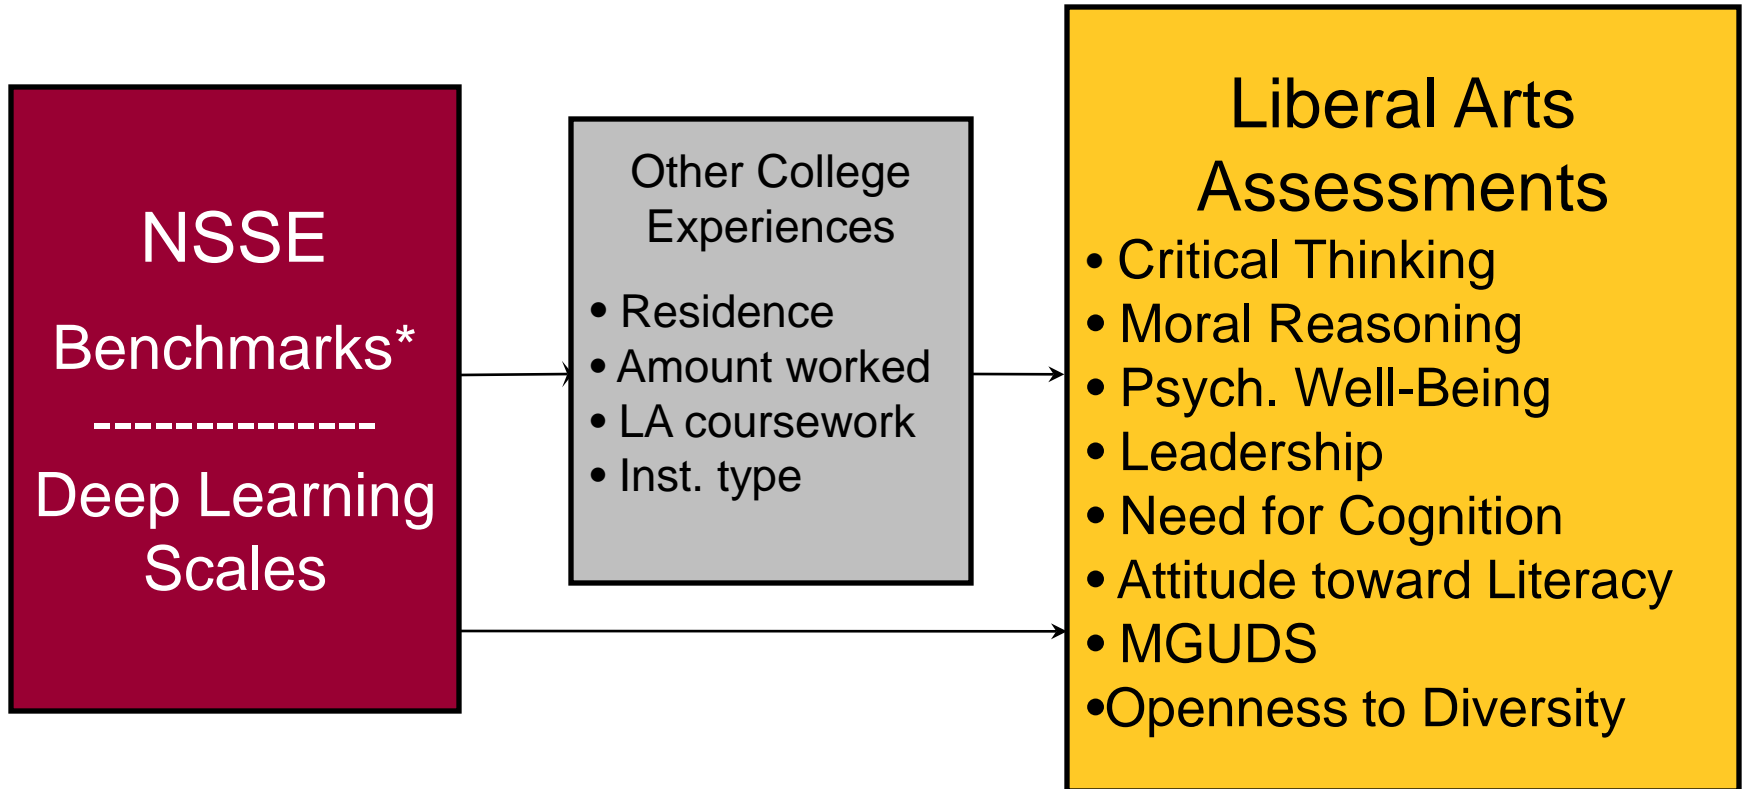 NSSE
Benchmarks*
--------------
Deep Learning
Scales
Other College
Experiences
• Residence
• Amount worked
• LA coursework
• Inst. type
Liberal Arts
Assessments
• Critical Thinking
• Moral Reasoning
• Psych. Well-Being
• Leadership
• Need for Cognition
• Attitude toward Literacy
• MGUDS
•Openness to Diversity